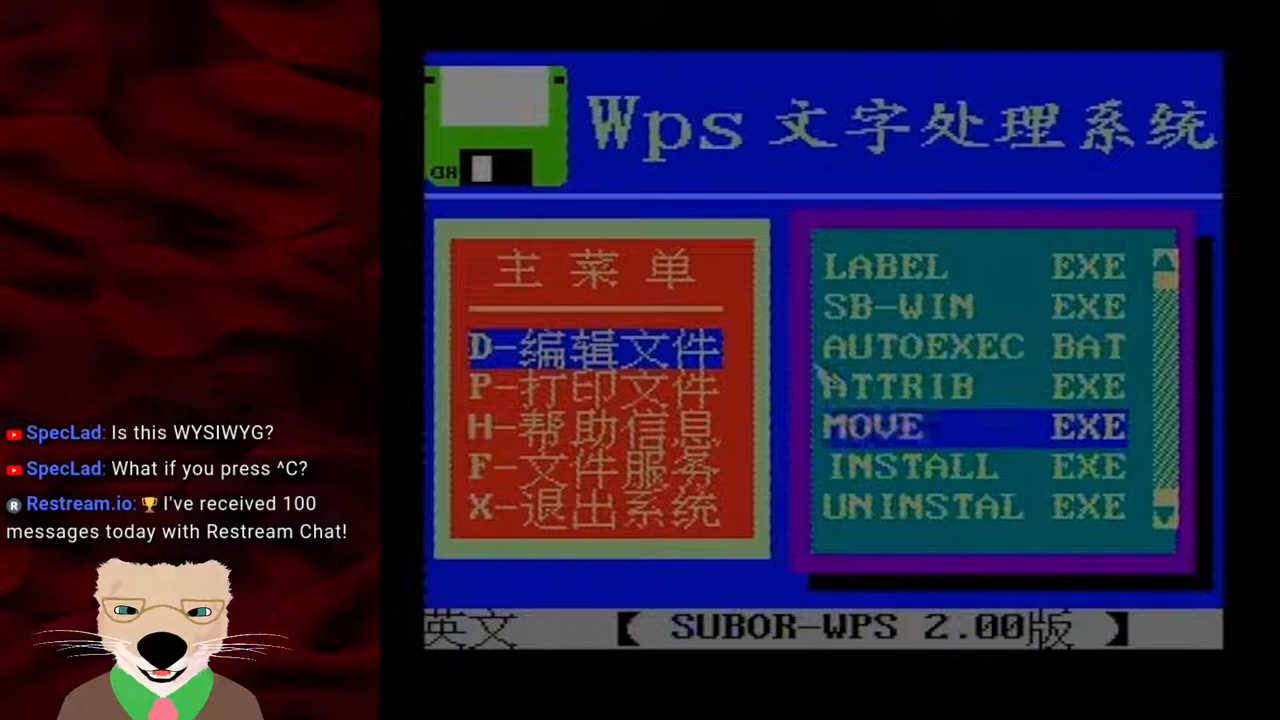 SpecLad: Is this WYSIWYG?
SpecLad: What if you press ^C?
Restream.io: 🏆 I've received 100
messages today with Restream Chat!
HD
Wps 文字处理系统
主菜单
D-编辑文件
P-打印文件
H-帮助信息
F-文件服务
X-退出系统
LABEL EXE
SB-WIN EXE
AUTOEXEC BAT
ATTRIB EXE
MOVE EXE
INSTALL EXE
UNINSTAL EXE
英文 【 SUBOR-WPS 2.00版 】